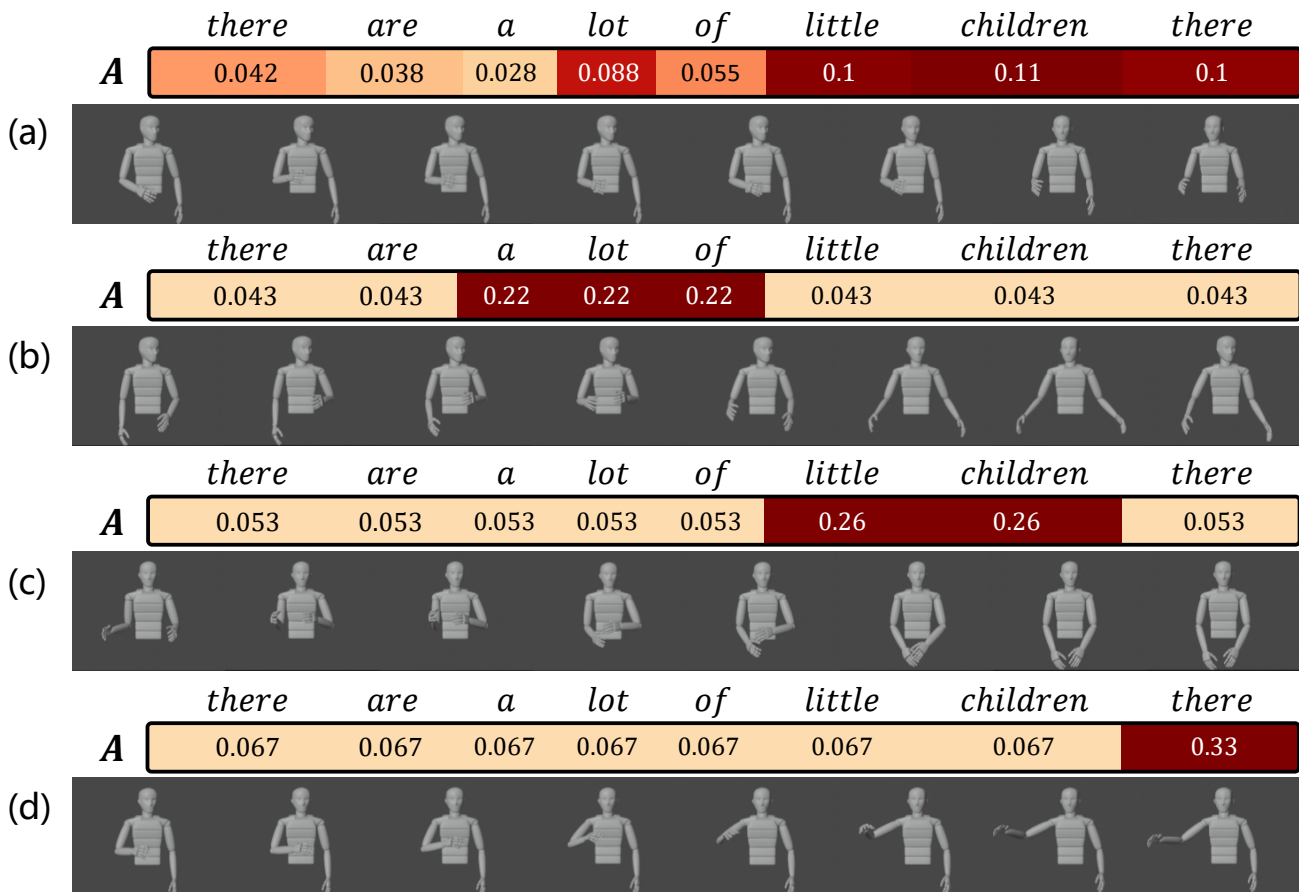 there are a lot of little children there
A 0.042 0.038 0.028 0.088 0.055 0.1 0.11 0.1
(a)
there are a lot of little children there
A 0.043 0.043 0.22 0.22 0.22 0.043 0.043 0.043
(b)
there are a lot of little children there
A 0.053 0.053 0.053 0.053 0.053 0.26 0.26 0.053
(c)
there are a lot of little children there
A 0.067 0.067 0.067 0.067 0.067 0.067 0.067 0.33
(d)